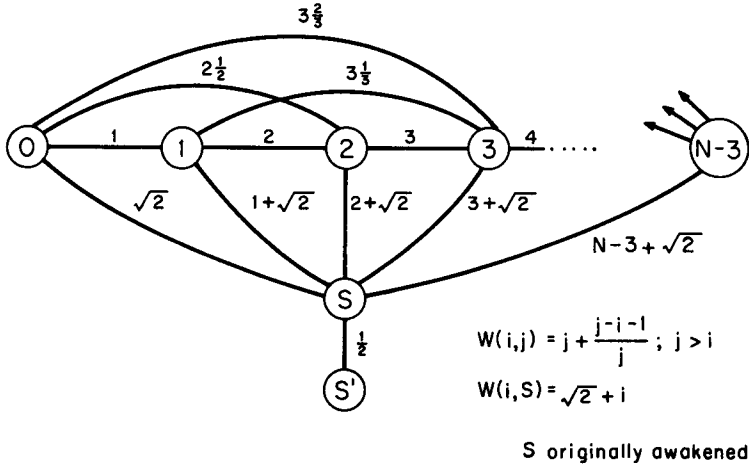 3⅔
2½
3⅓
0
1
1
2
2
3
3
4
.....
N-3
√2
1+√2
2+√2
3+√2
N-3+√2
S
½
S'
W(i,j) = j + (j-i-1)/j ; j > i
W(i,S) = √2 + i
S originally awakened